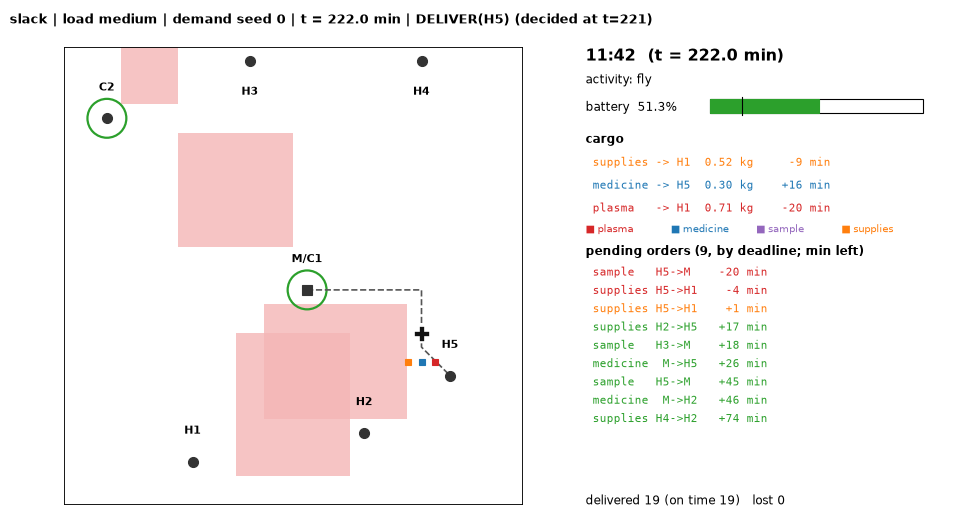 slack | load medium | demand seed 0 | t = 222.0 min | DELIVER(H5) (decided at t=221)
C2
H3
H4
M/C1
H5
H2
H1
11:42 (t = 222.0 min)
activity: fly
battery 51.3%
cargo
supplies -> H1 0.52 kg -9 min
medicine -> H5 0.30 kg +16 min
plasma -> H1 0.71 kg -20 min
plasma medicine sample supplies
pending orders (9, by deadline; min left)
sample H5->M -20 min
supplies H5->H1 -4 min
supplies H5->H1 +1 min
supplies H2->H5 +17 min
sample H3->M +18 min
medicine M->H5 +26 min
sample H5->M +45 min
medicine M->H2 +46 min
supplies H4->H2 +74 min
delivered 19 (on time 19) lost 0